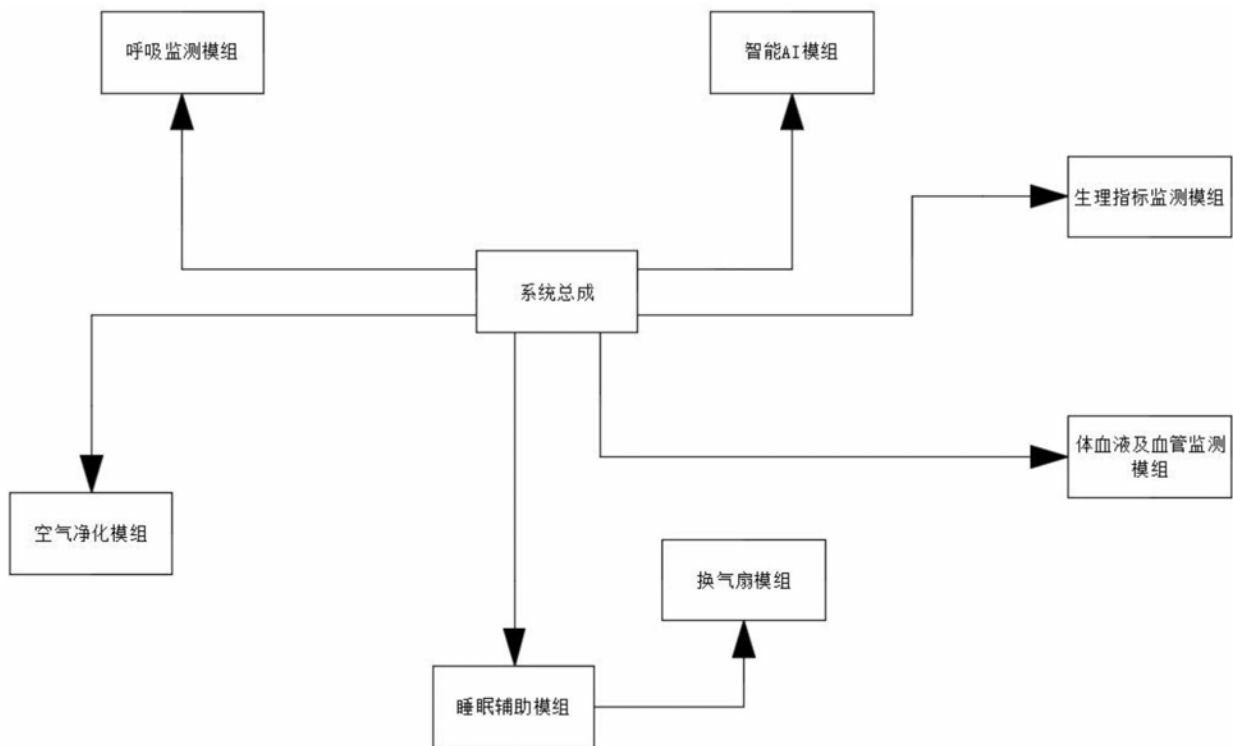 呼吸监测模组
智能AI模组
生理指标监测模组
系统总成
体血液及血管监测
模组
空气净化模组
换气扇模组
睡眠辅助模组